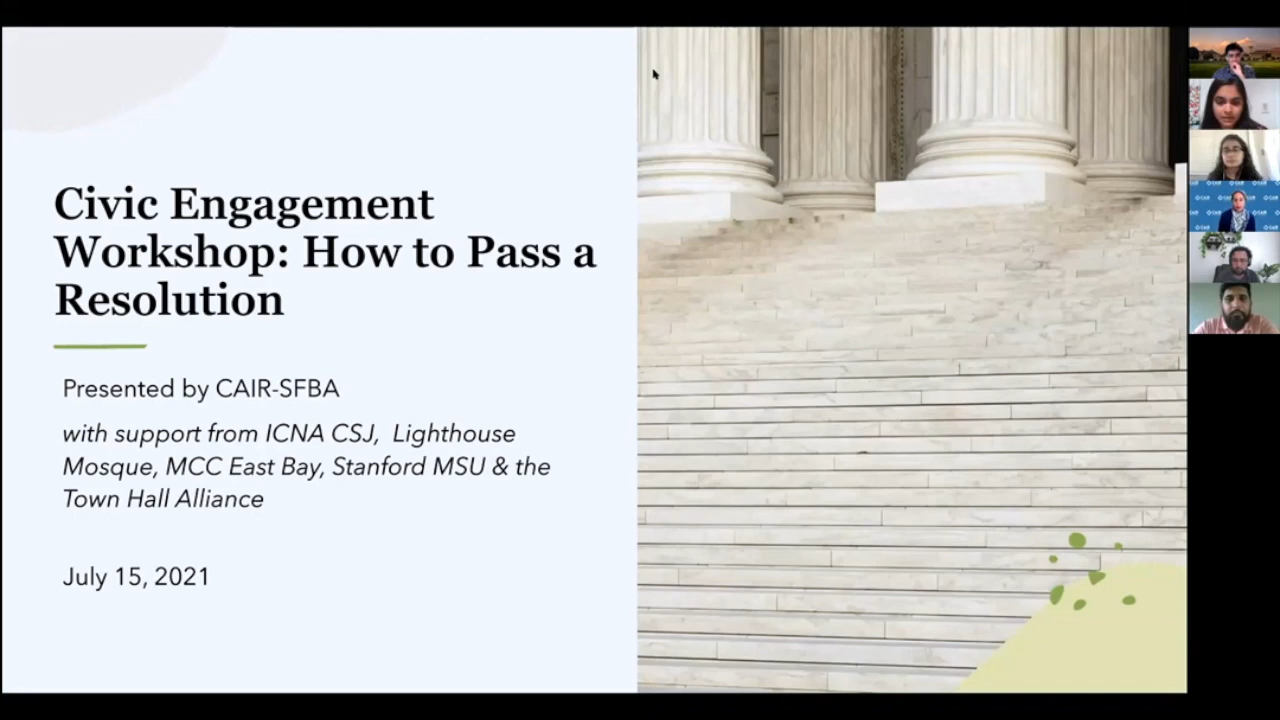 Civic Engagement
Workshop: How to Pass a
Resolution
Presented by CAIR-SFBA
with support from ICNA CSJ, Lighthouse
Mosque, MCC East Bay, Stanford MSU & the
Town Hall Alliance
July 15, 2021